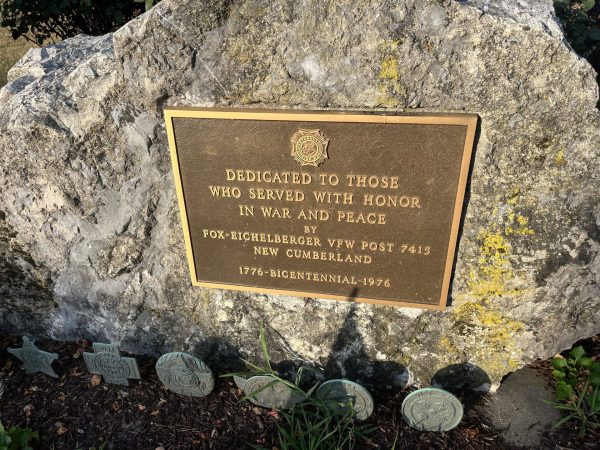 DEDICATED TO THOSE
WHO SERVED WITH HONOR
IN WAR AND PEACE
BY
FOX-EICHELBERGER VFW POST 7415
NEW CUMBERLAND
1776-BICENTENNIAL-1976